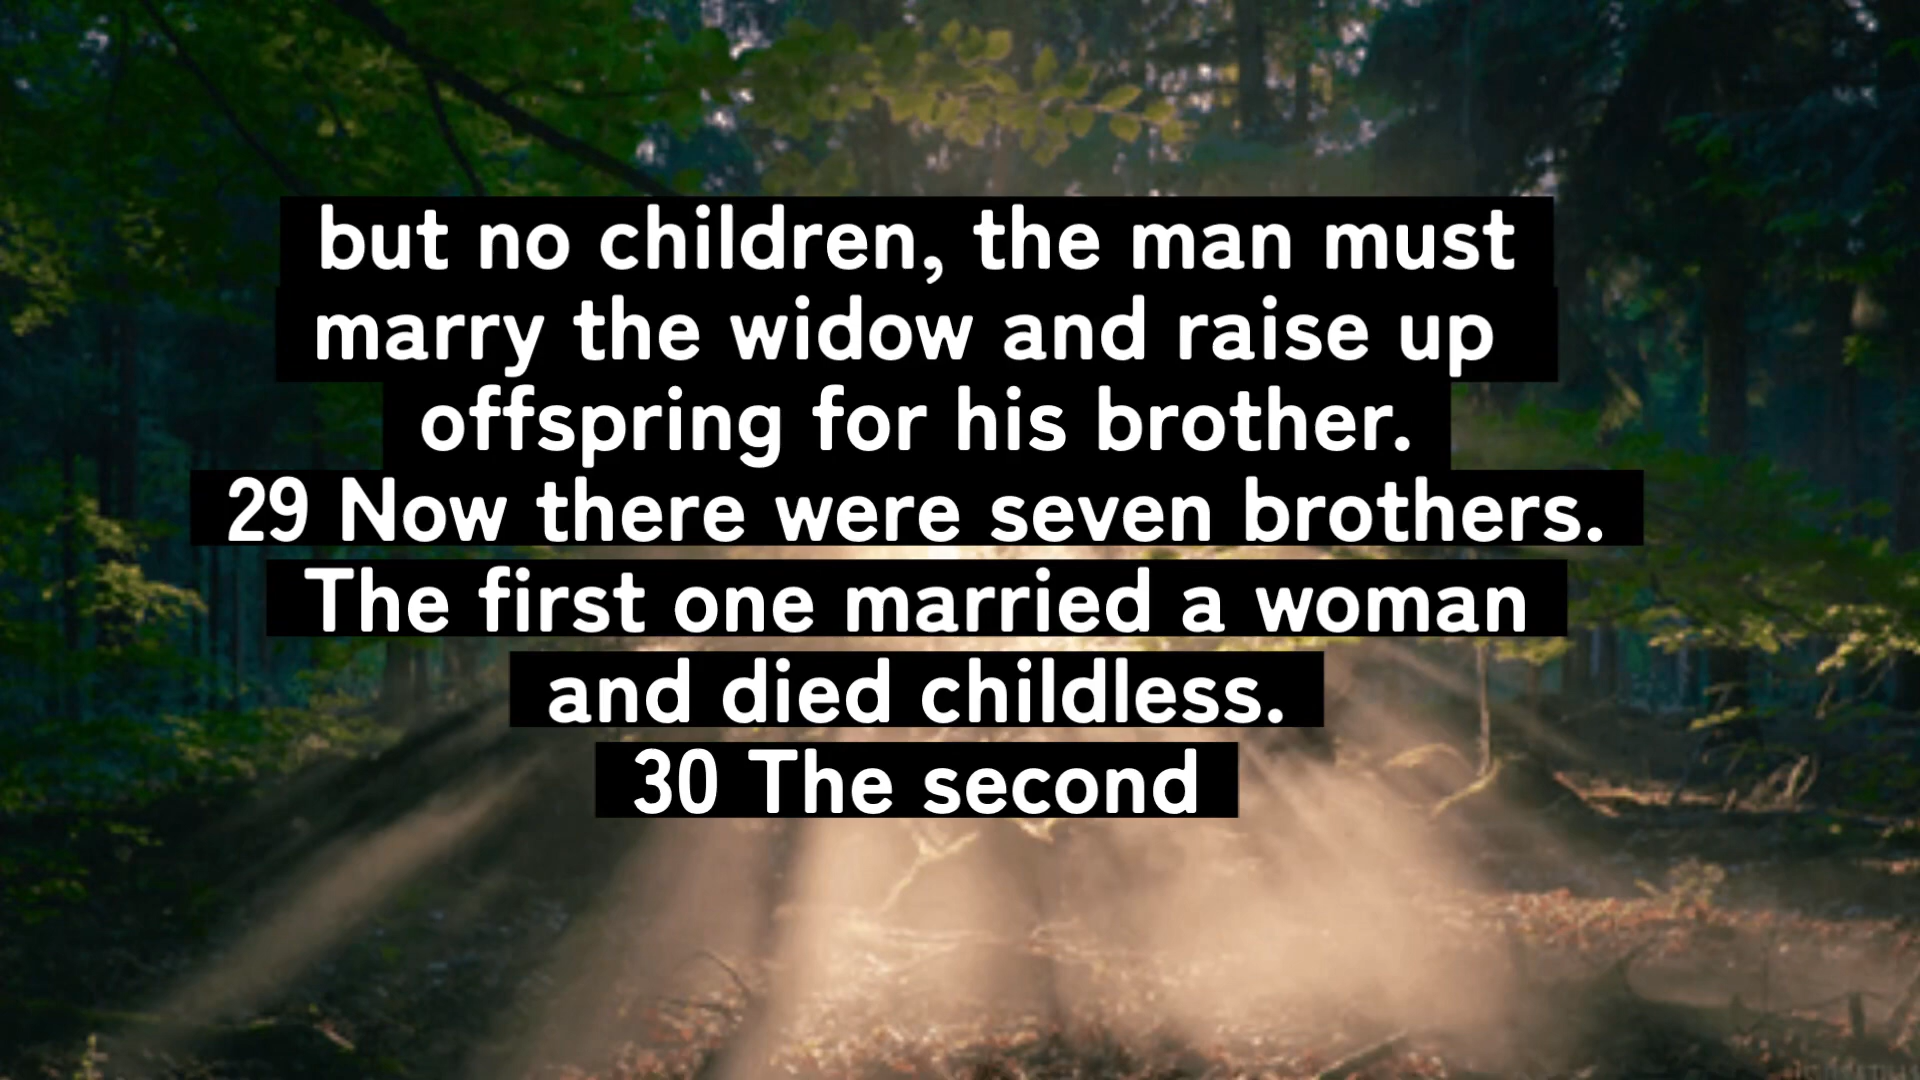 but no children, the man must
marry the widow and raise up
offspring for his brother.
29 Now there were seven brothers.
The first one married a woman
and died childless.
30 The second